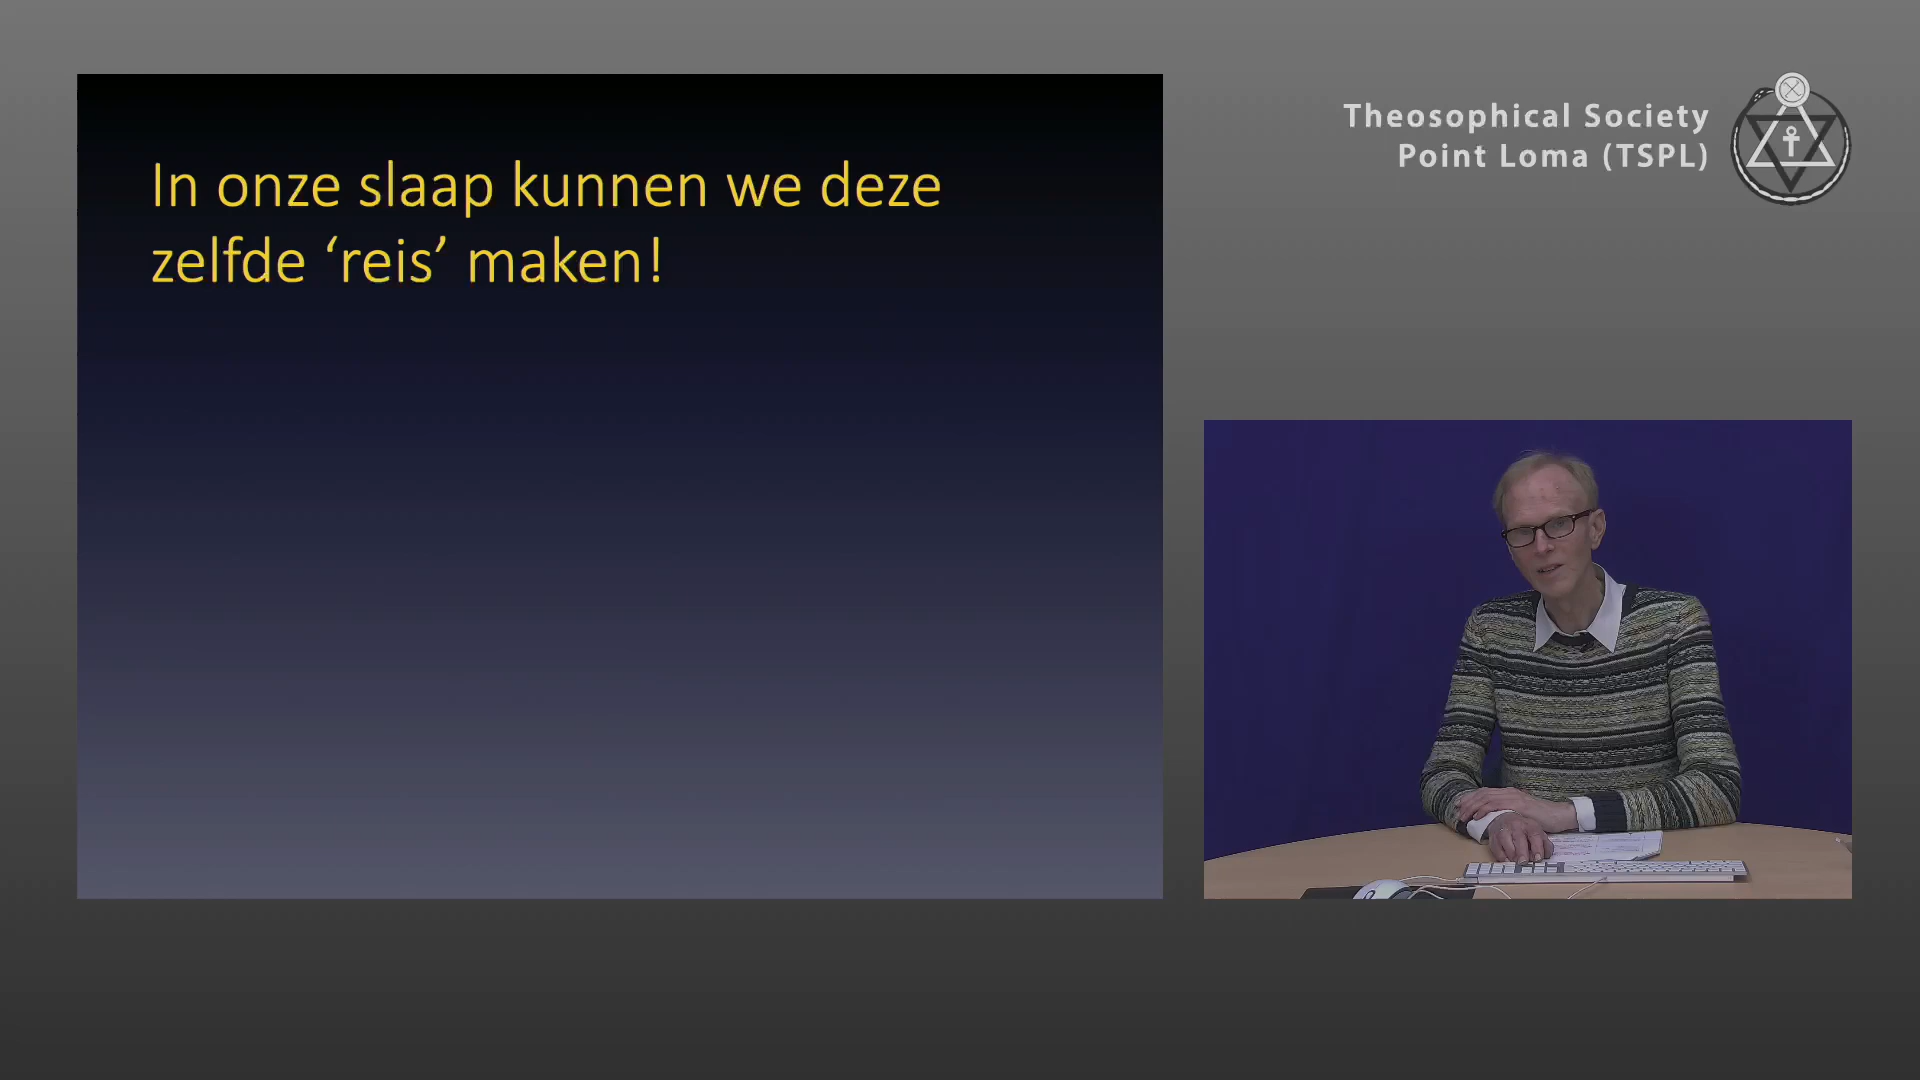 In onze slaap kunnen we deze
zelfde ‘reis’ maken!
Theosophical Society
Point Loma (TSPL)